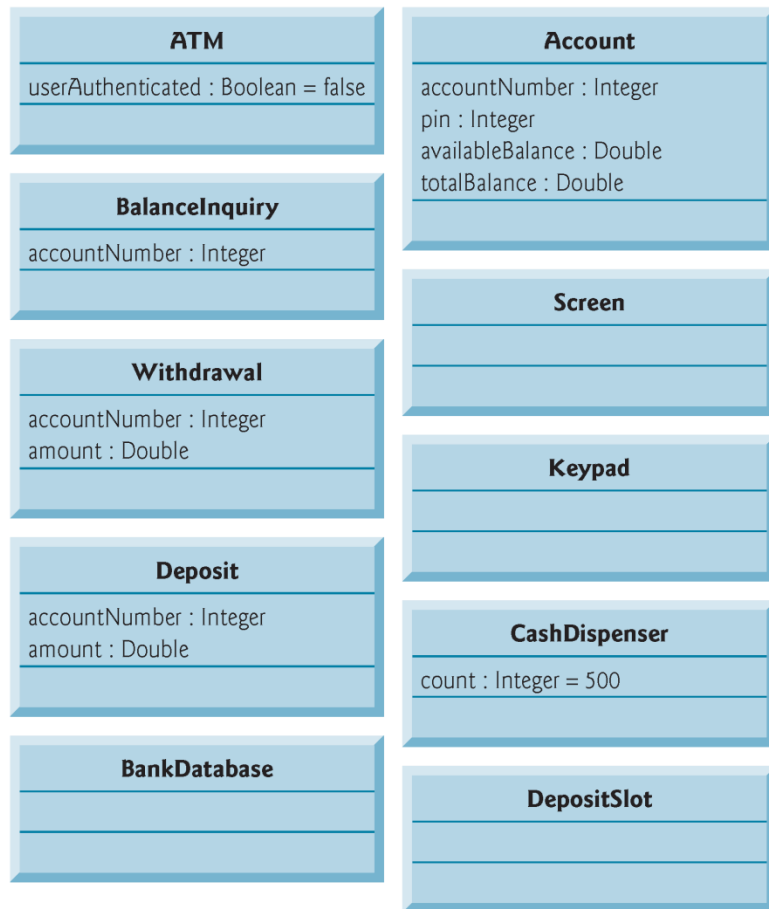 ATM
userAuthenticated : Boolean = false
BalanceInquiry
accountNumber : Integer
Withdrawal
accountNumber : Integer
amount : Double
Deposit
accountNumber : Integer
amount : Double
BankDatabase
Account
accountNumber : Integer
pin : Integer
availableBalance : Double
totalBalance : Double
Screen
Keypad
CashDispenser
count : Integer = 500
DepositSlot